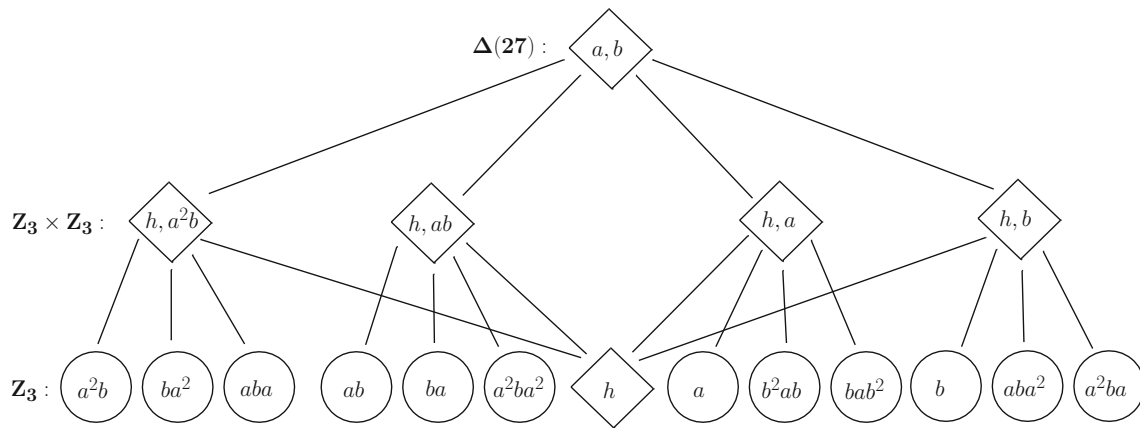 Δ(27) : a, b
Z₃ × Z₃ : h, a²b h, ab h, a h, b
Z₃ : a²b ba² aba ab ba a²ba² h a b²ab bab² b aba² a²ba